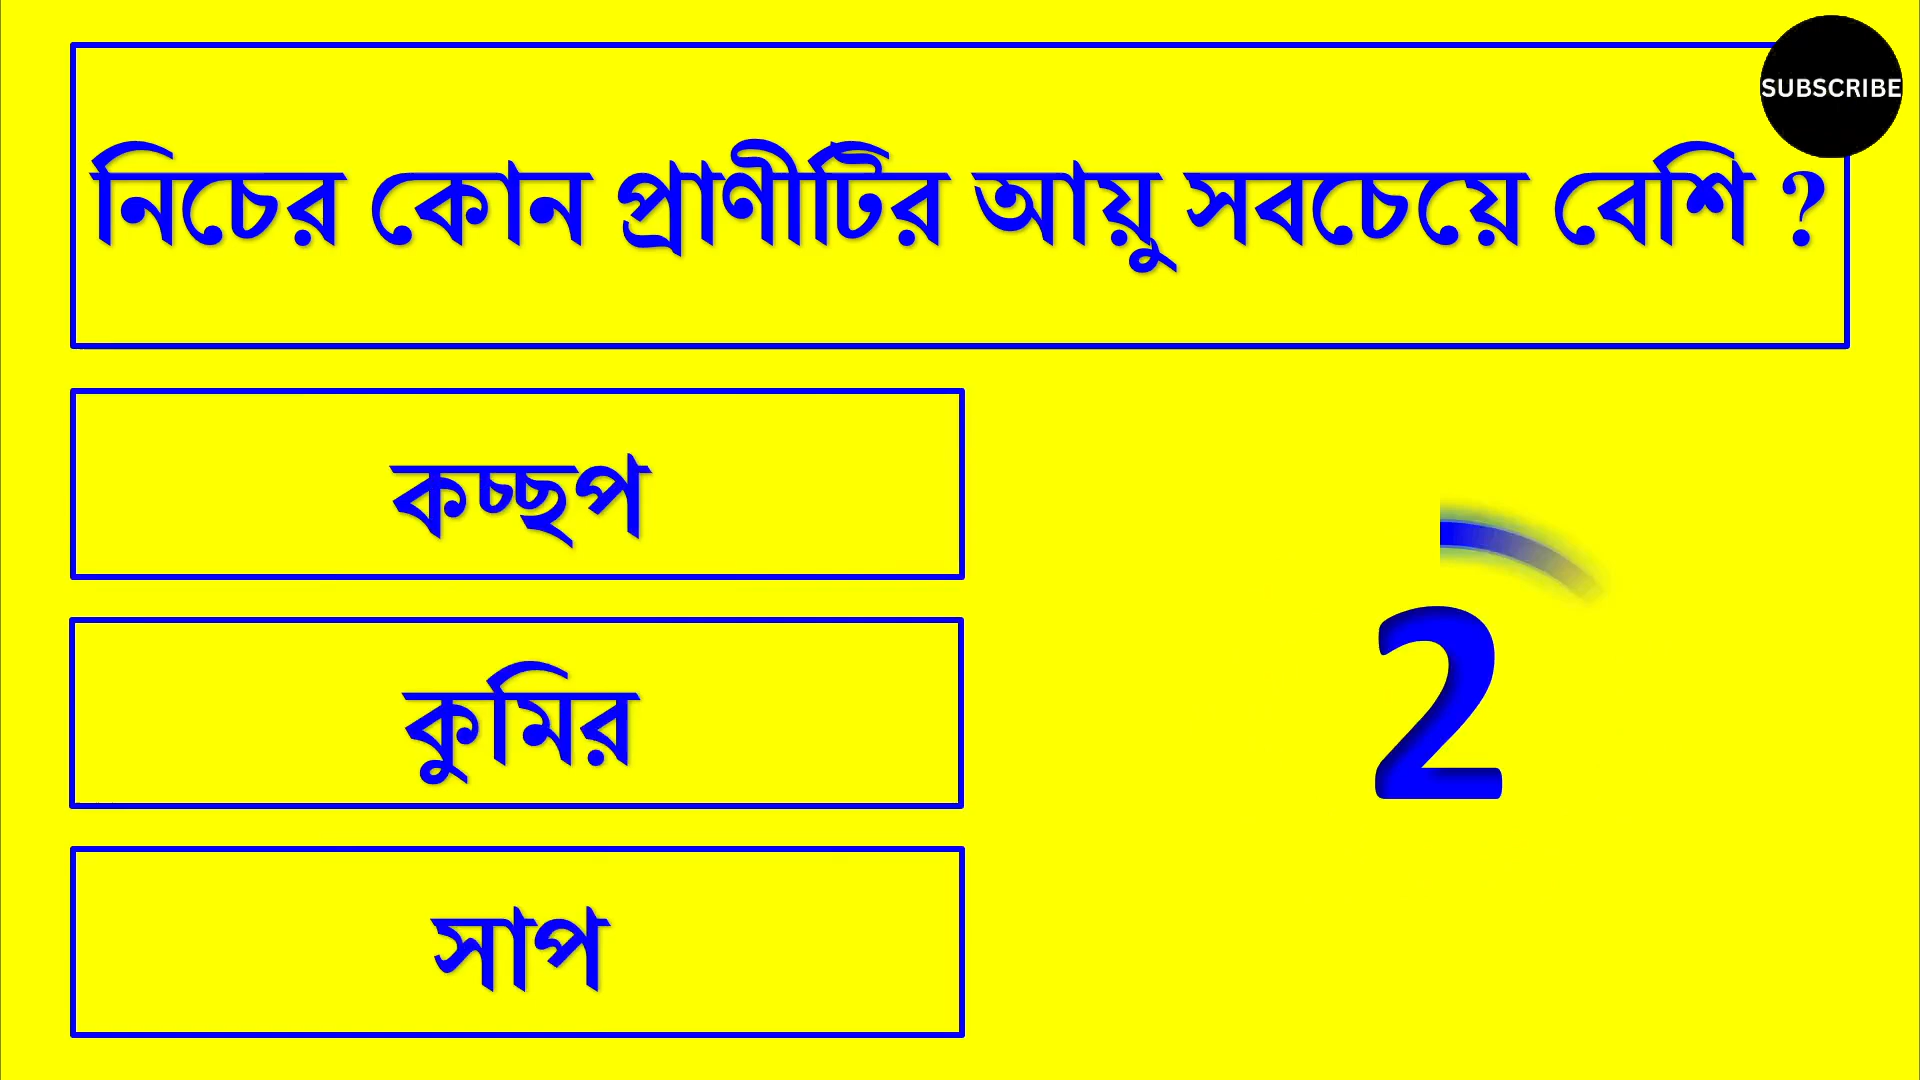 SUBSCRIBE
নিচের কোন প্রাণীটির আয়ু সবচেয়ে বেশি ?
কচ্ছপ
কুমির
2
সাপ